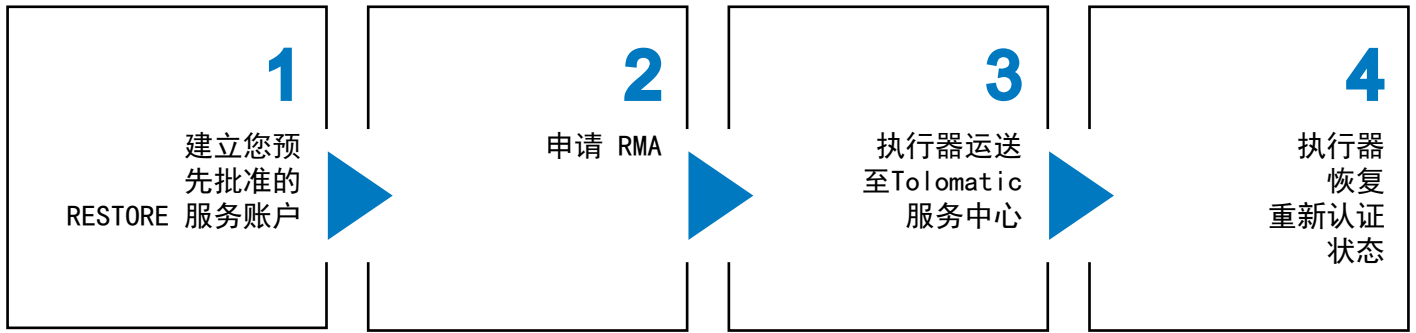 1
建立您预
先批准的
RESTORE 服务账户
2
申请 RMA
3
执行器运送
至Tolomatic
服务中心
4
执行器
恢复
重新认证
状态